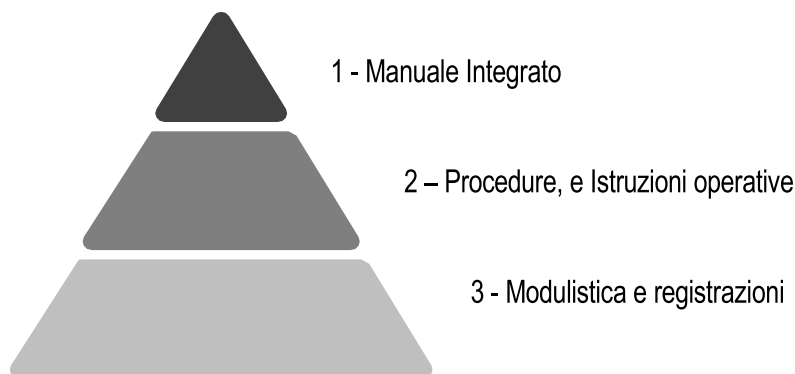 1 - Manuale Integrato
2 – Procedure, e Istruzioni operative
3 - Modulistica e registrazioni